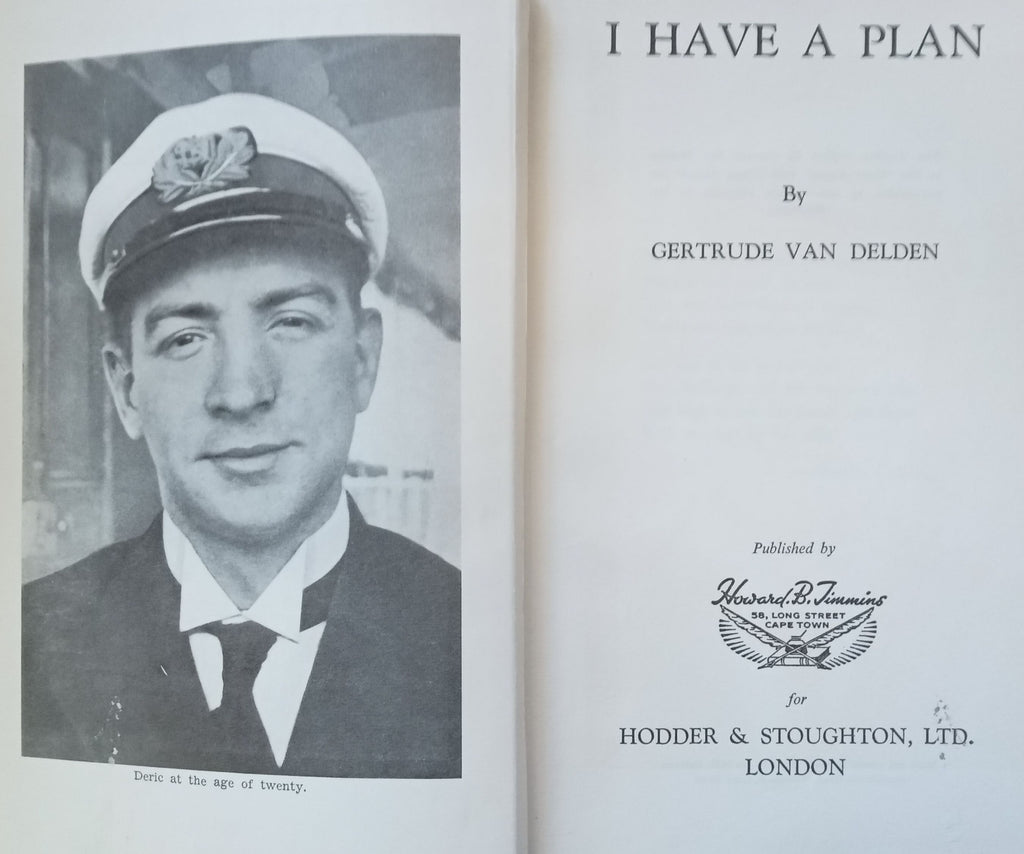 Deric at the age of twenty.
I HAVE A PLAN
By
GERTRUDE VAN DELDEN
Published by
Howard. B. Timmins
58, LONG STREET
CAPE TOWN
for
HODDER & STOUGHTON, LTD.
LONDON